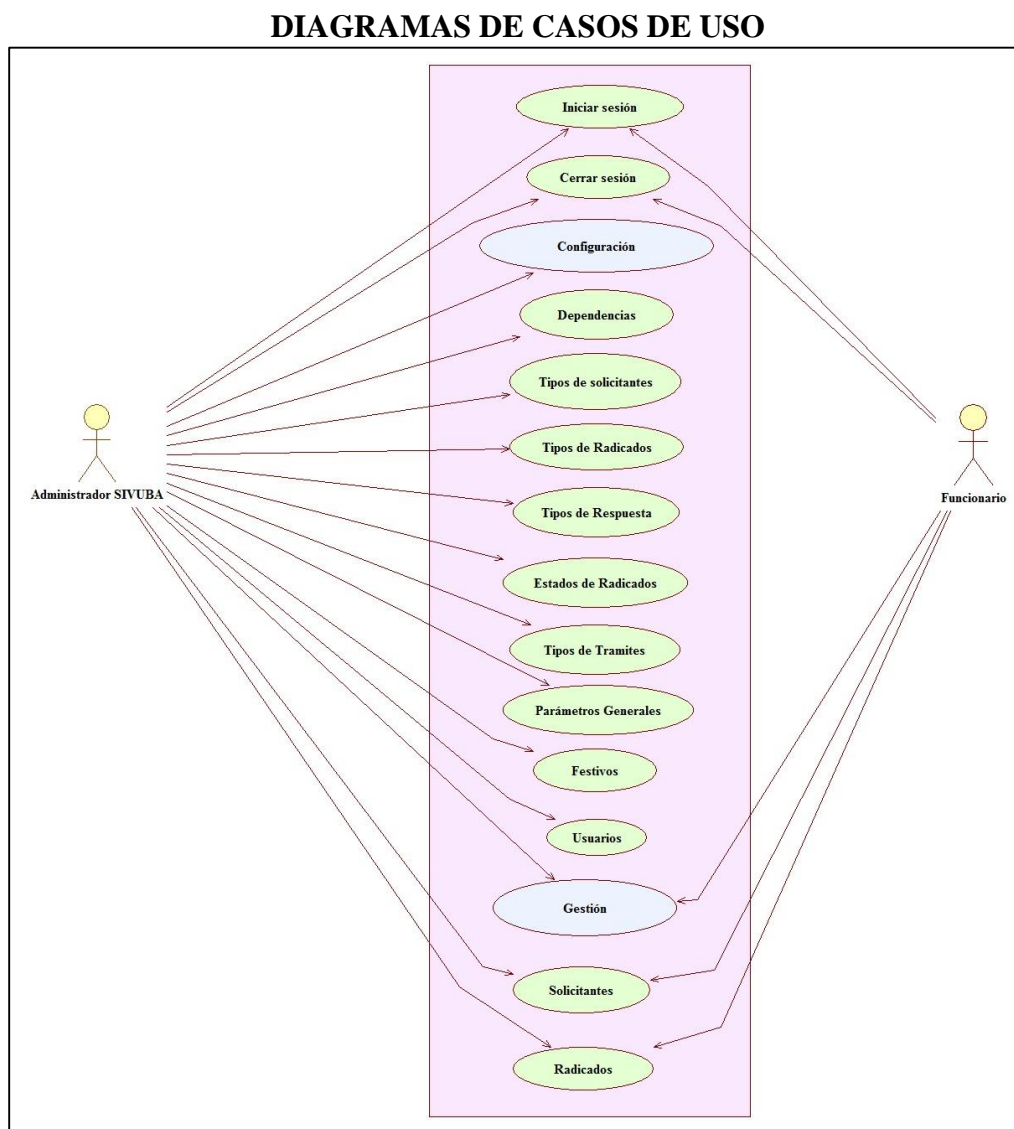 DIAGRAMAS DE CASOS DE USO
Iniciar sesión
Cerrar sesión
Configuración
Dependencias
Tipos de solicitantes
Tipos de Radicados
Administrador SIVUBA
Funcionario
Tipos de Respuesta
Estados de Radicados
Tipos de Tramites
Parámetros Generales
Festivos
Usuarios
Gestión
Solicitantes
Radicados